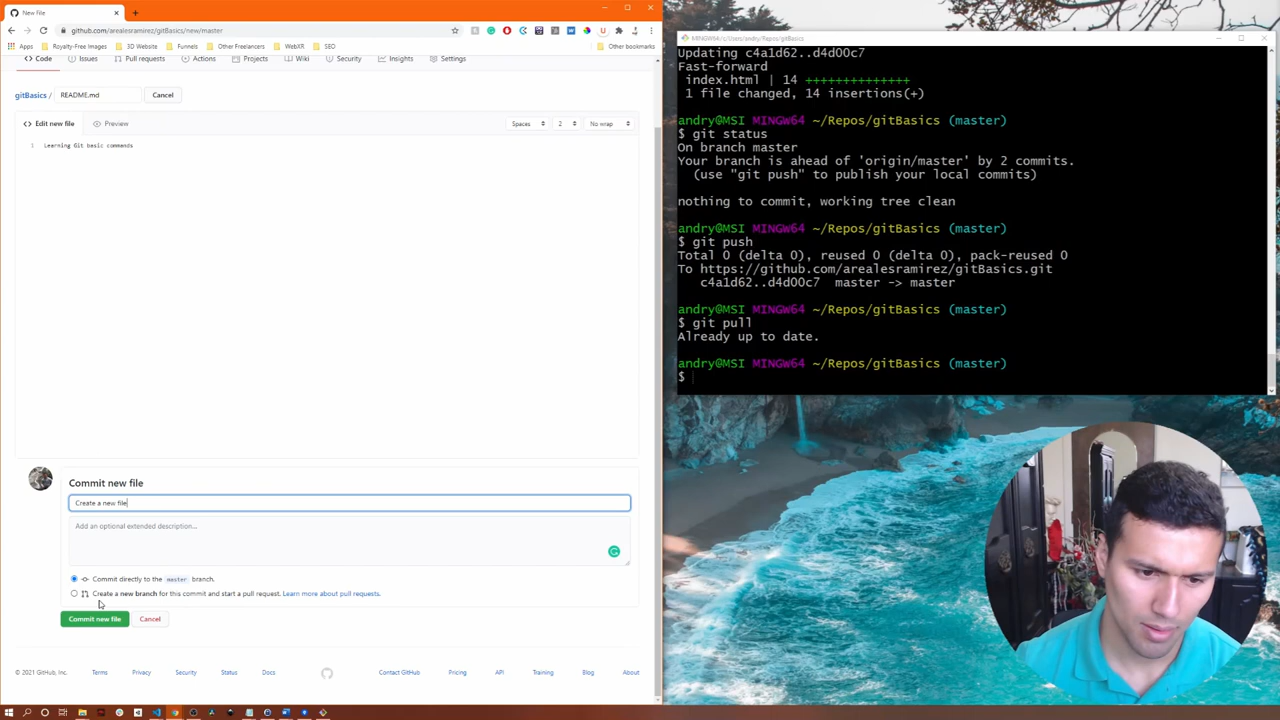 New File
github.com/arealesramirez/gitBasics/new/master
Apps
Royalty-Free Images
3D Website
Funnels
Other Freelancers
WebXR
SEO
Other bookmarks
Code
Issues
Pull requests
Actions
Projects
Wiki
Security
Insights
Settings
gitBasics / README.md Cancel
Edit new file
Preview
Spaces 2 No wrap
1 Learning Git basic commands
Commit new file
Create a new file
Add an optional extended description...
Commit directly to the master branch.
Create a new branch for this commit and start a pull request. Learn more about pull requests.
Commit new file Cancel
© 2021 GitHub, Inc. Terms Privacy Security Status Docs Contact GitHub Pricing API Training Blog About
MINGW64:/c/Users/andry/Repos/gitBasics
Updating c4a1d62..d4d00c7
Fast-forward
index.html | 14 ++++++++++++++
1 file changed, 14 insertions(+)
andry@MSI MINGW64 ~/Repos/gitBasics (master)
$ git status
On branch master
Your branch is ahead of 'origin/master' by 2 commits.
(use "git push" to publish your local commits)
nothing to commit, working tree clean
andry@MSI MINGW64 ~/Repos/gitBasics (master)
$ git push
Total 0 (delta 0), reused 0 (delta 0), pack-reused 0
To https://github.com/arealesramirez/gitBasics.git
c4a1d62..d4d00c7 master -> master
andry@MSI MINGW64 ~/Repos/gitBasics (master)
$ git pull
Already up to date.
andry@MSI MINGW64 ~/Repos/gitBasics (master)
$